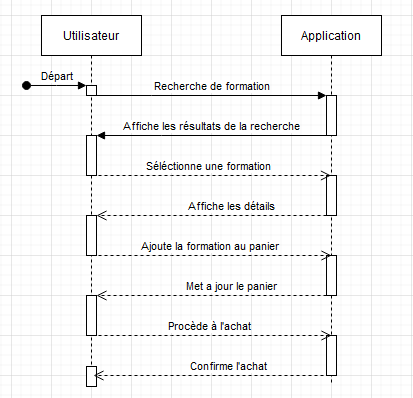 Utilisateur
Application
Départ
Recherche de formation
Affiche les résultats de la recherche
Séléctionne une formation
Affiche les détails
Ajoute la formation au panier
Met a jour le panier
Procède à l'achat
Confirme l'achat